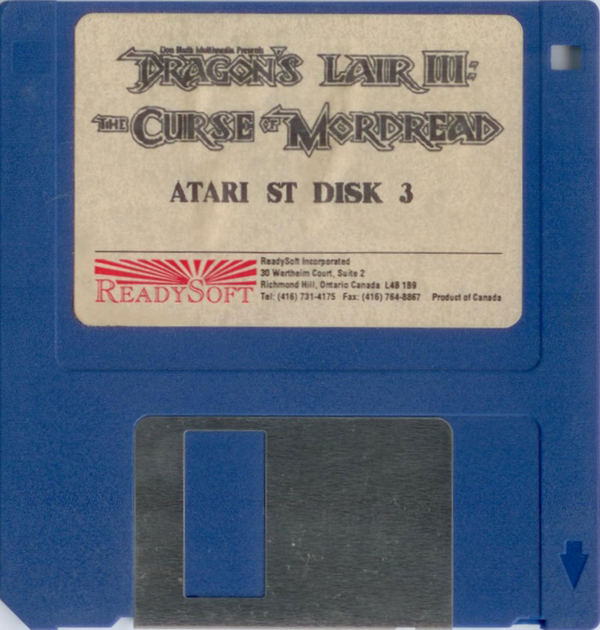 Don Bluth Multimedia Presents
DRAGON'S LAIR III:
THE CURSE OF MORDREAD
ATARI ST DISK 3
READYSOFT
ReadySoft Incorporated
30 Wertheim Court, Suite 2
Richmond Hill, Ontario Canada L4B 1B9
Tel: (416) 731-4175 Fax: (416) 764-8867 Product of Canada